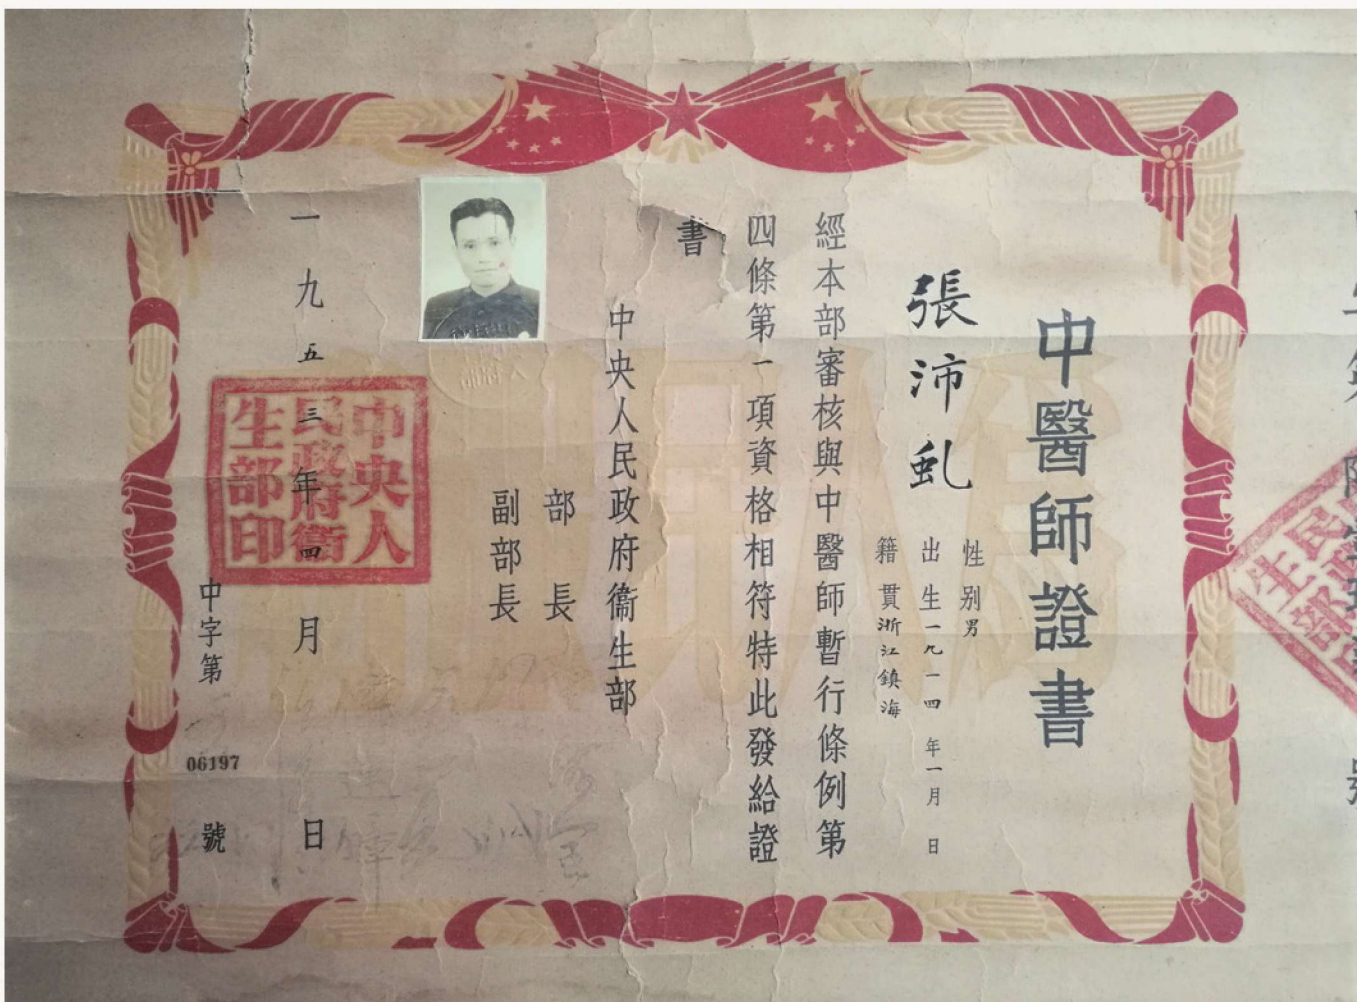 中醫師證書
張沛虬
性別男
出生一九一四年一月 日
籍貫浙江鎮海
經本部審核與中醫師暫行條例第
四條第一項資格相符特此發給證
書
中央人民政府衞生部
部長
副部長
一九五三年四月 日
中央人
民政府衞
生部印
中字第06197號